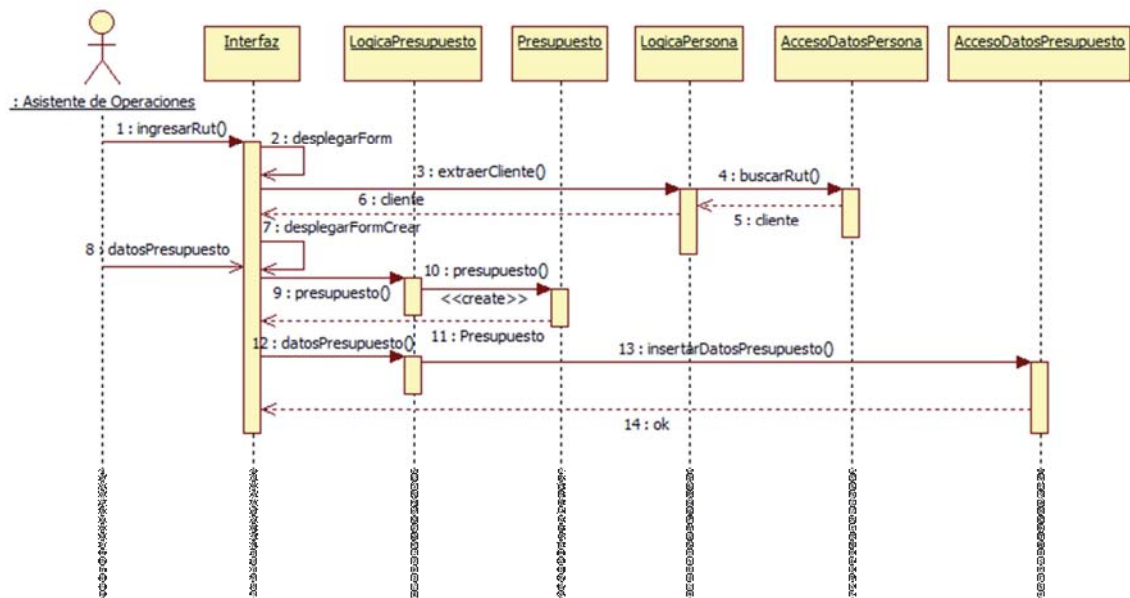 Interfaz
LogicaPresupuesto
Presupuesto
LogicaPersona
AccesoDatosPersona
AccesoDatosPresupuesto
: Asistente de Operaciones
1 : ingresarRut()
2 : desplegarForm
3 : extraerCliente()
4 : buscarRut()
5 : cliente
6 : cliente
7 : desplegarFormCrear
8 : datosPresupuesto
9 : presupuesto()
10 : presupuesto()
<<create>>
11 : Presupuesto
12 : datosPresupuesto()
13 : insertarDatosPresupuesto()
14 : ok